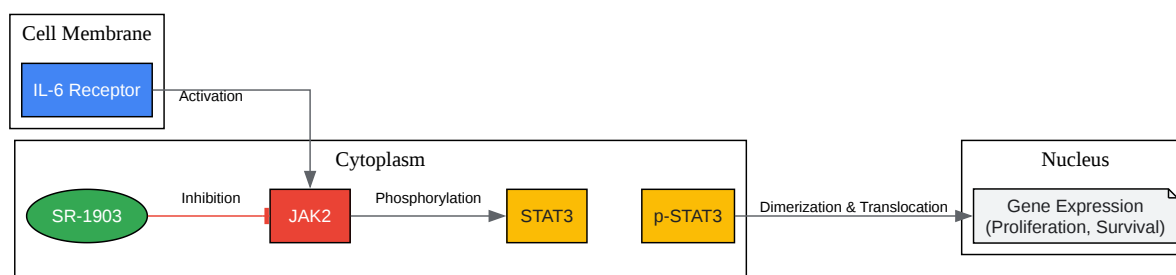 Cell Membrane
IL-6 Receptor
Activation
Cytoplasm
Nucleus
SR-1903
Inhibition
JAK2
Phosphorylation
STAT3
p-STAT3
Dimerization & Translocation
Gene Expression
(Proliferation, Survival)